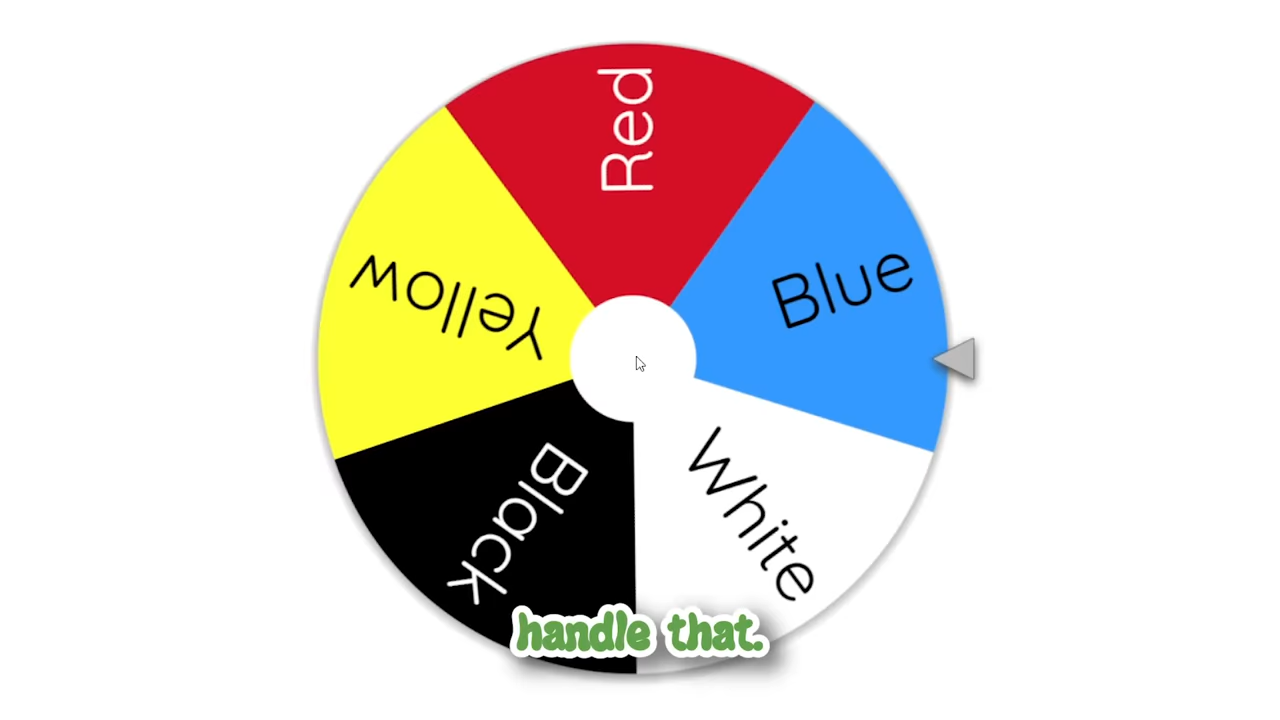 Red
Blue
Yellow
White
Black
handle that.